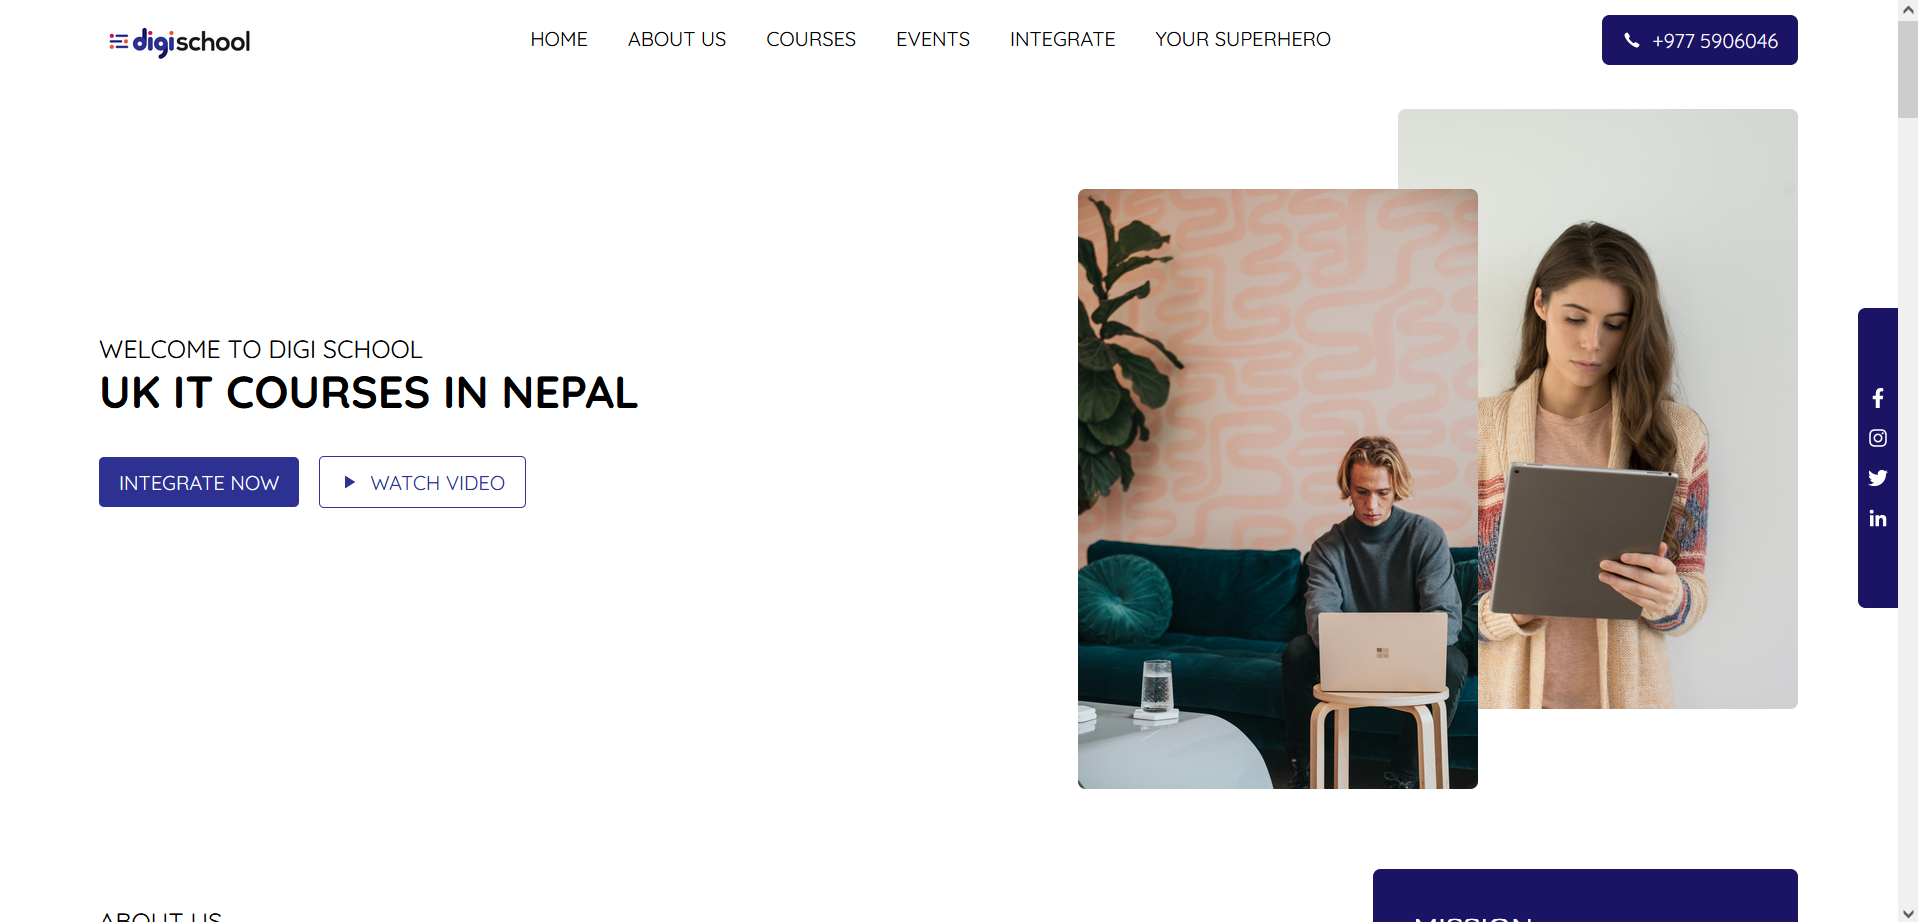 digischool
HOME ABOUT US COURSES EVENTS INTEGRATE YOUR SUPERHERO
+977 5906046
WELCOME TO DIGI SCHOOL
UK IT COURSES IN NEPAL
INTEGRATE NOW WATCH VIDEO
ABOUT US
MISSION